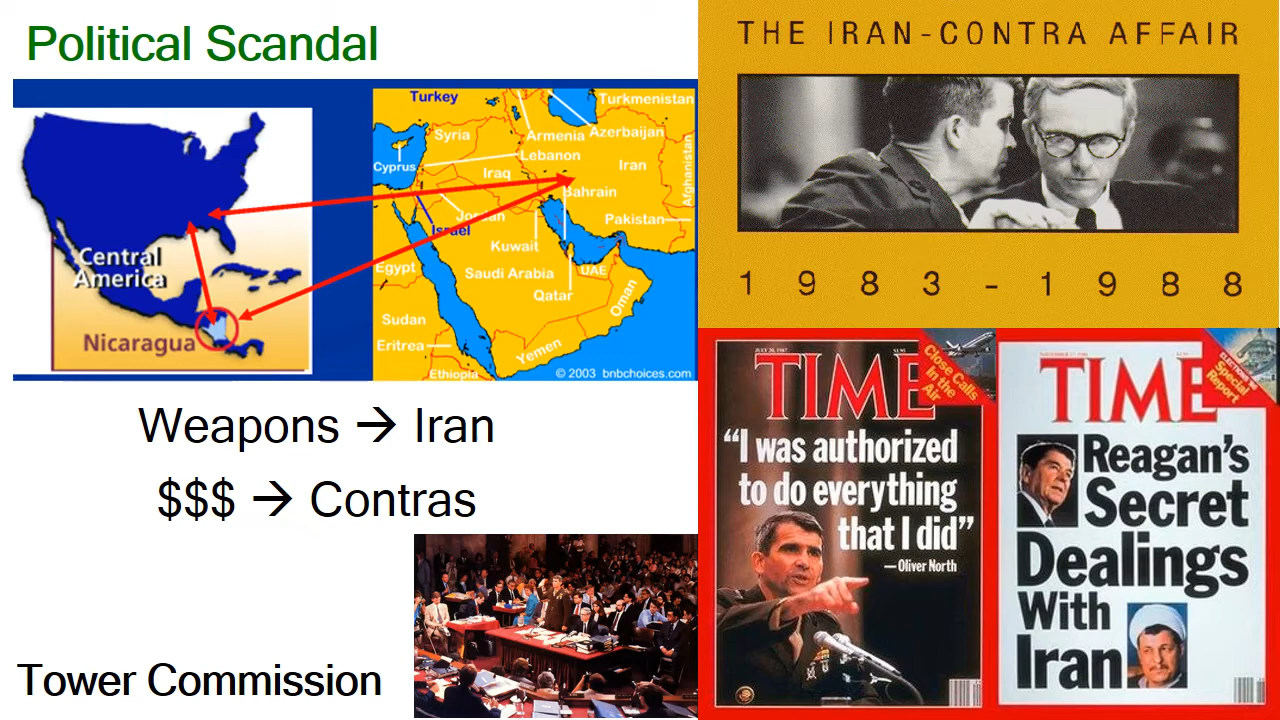 Political Scandal
Central
America
Nicaragua
Turkey
Turkmenistan
Syria
Armenia
Azerbaijan
Cyprus
Lebanon
Iraq
Iran
Afghanistan
Bahrain
Jordan
Israel
Pakistan
Kuwait
Egypt
Saudi Arabia
UAE
Qatar
Oman
Sudan
Eritrea
Yemen
Ethiopia
© 2003 bnbchoices.com
Weapons → Iran
$$$ → Contras
Tower Commission
THE IRAN-CONTRA AFFAIR
1983-1988
JULY 20, 1987
TIME
Close Calls
In the
Air
“I was authorized
to do everything
that I did”
—Oliver North
TIME
Special
Report
Reagan's
Secret
Dealings
With
Iran